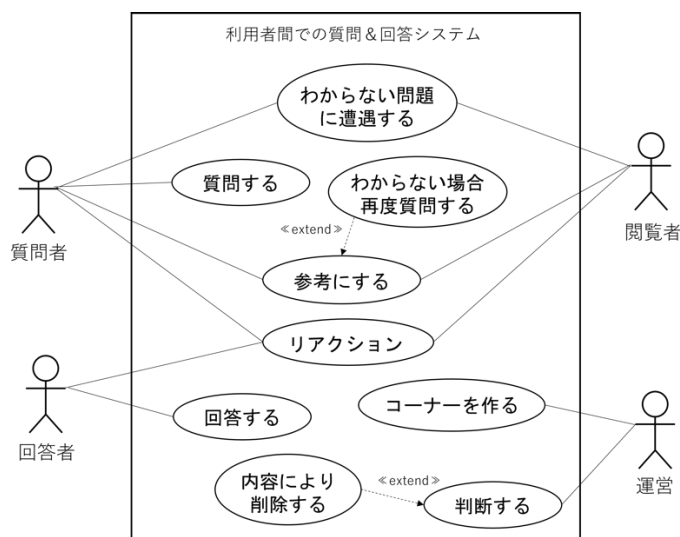 利用者間での質問＆回答システム
わからない問題
に遭遇する
質問する
わからない場合
再度質問する
≪extend≫
質問者
閲覧者
参考にする
リアクション
回答する
コーナーを作る
回答者
運営
内容により
削除する
≪extend≫
判断する